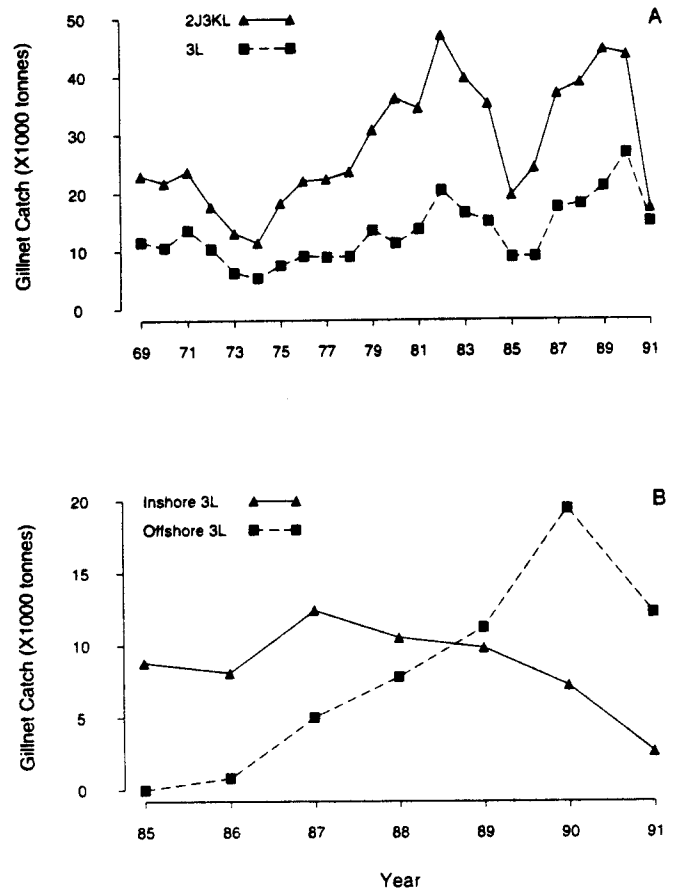 A
2J3KL
3L
50
40
30
20
10
0
Gillnet Catch (X1000 tonnes)
69 71 73 75 77 79 81 83 85 87 89 91
B
Inshore 3L
Offshore 3L
20
15
10
5
0
Gillnet Catch (X1000 tonnes)
85 86 87 88 89 90 91
Year